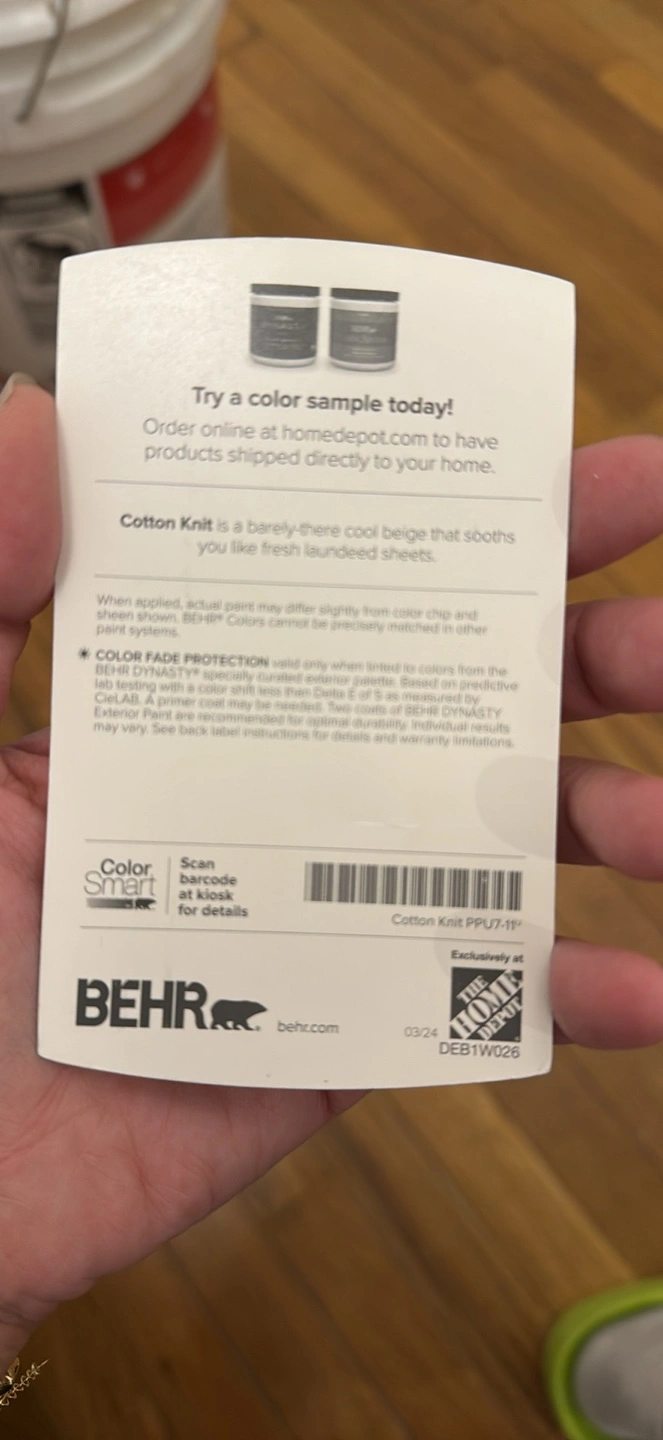 Try a color sample today!
Order online at homedepot.com to have
products shipped directly to your home.
Cotton Knit is a barely-there cool beige that sooths
you like fresh laundeed sheets.
When applied, actual paint may differ slightly from color chip and
sheen shown. BEHR® Colors cannot be precisely matched in other
paint systems.
* COLOR FADE PROTECTION valid only when tinted to colors from the
BEHR DYNASTY® specially curated exterior palette. Based on predictive
lab testing with a color shift less than Delta E of 5 as measured by
CieLAB. A primer coat may be needed. Two coats of BEHR DYNASTY
Exterior Paint are recommended for optimal durability. Individual results
may vary. See back label instructions for details and warranty limitations.
Color
Smart
Scan
barcode
at kiosk
for details
Cotton Knit PPU7-11U
BEHR®
behr.com
03/24
Exclusively at
THE
HOME
DEPOT
DEB1W026